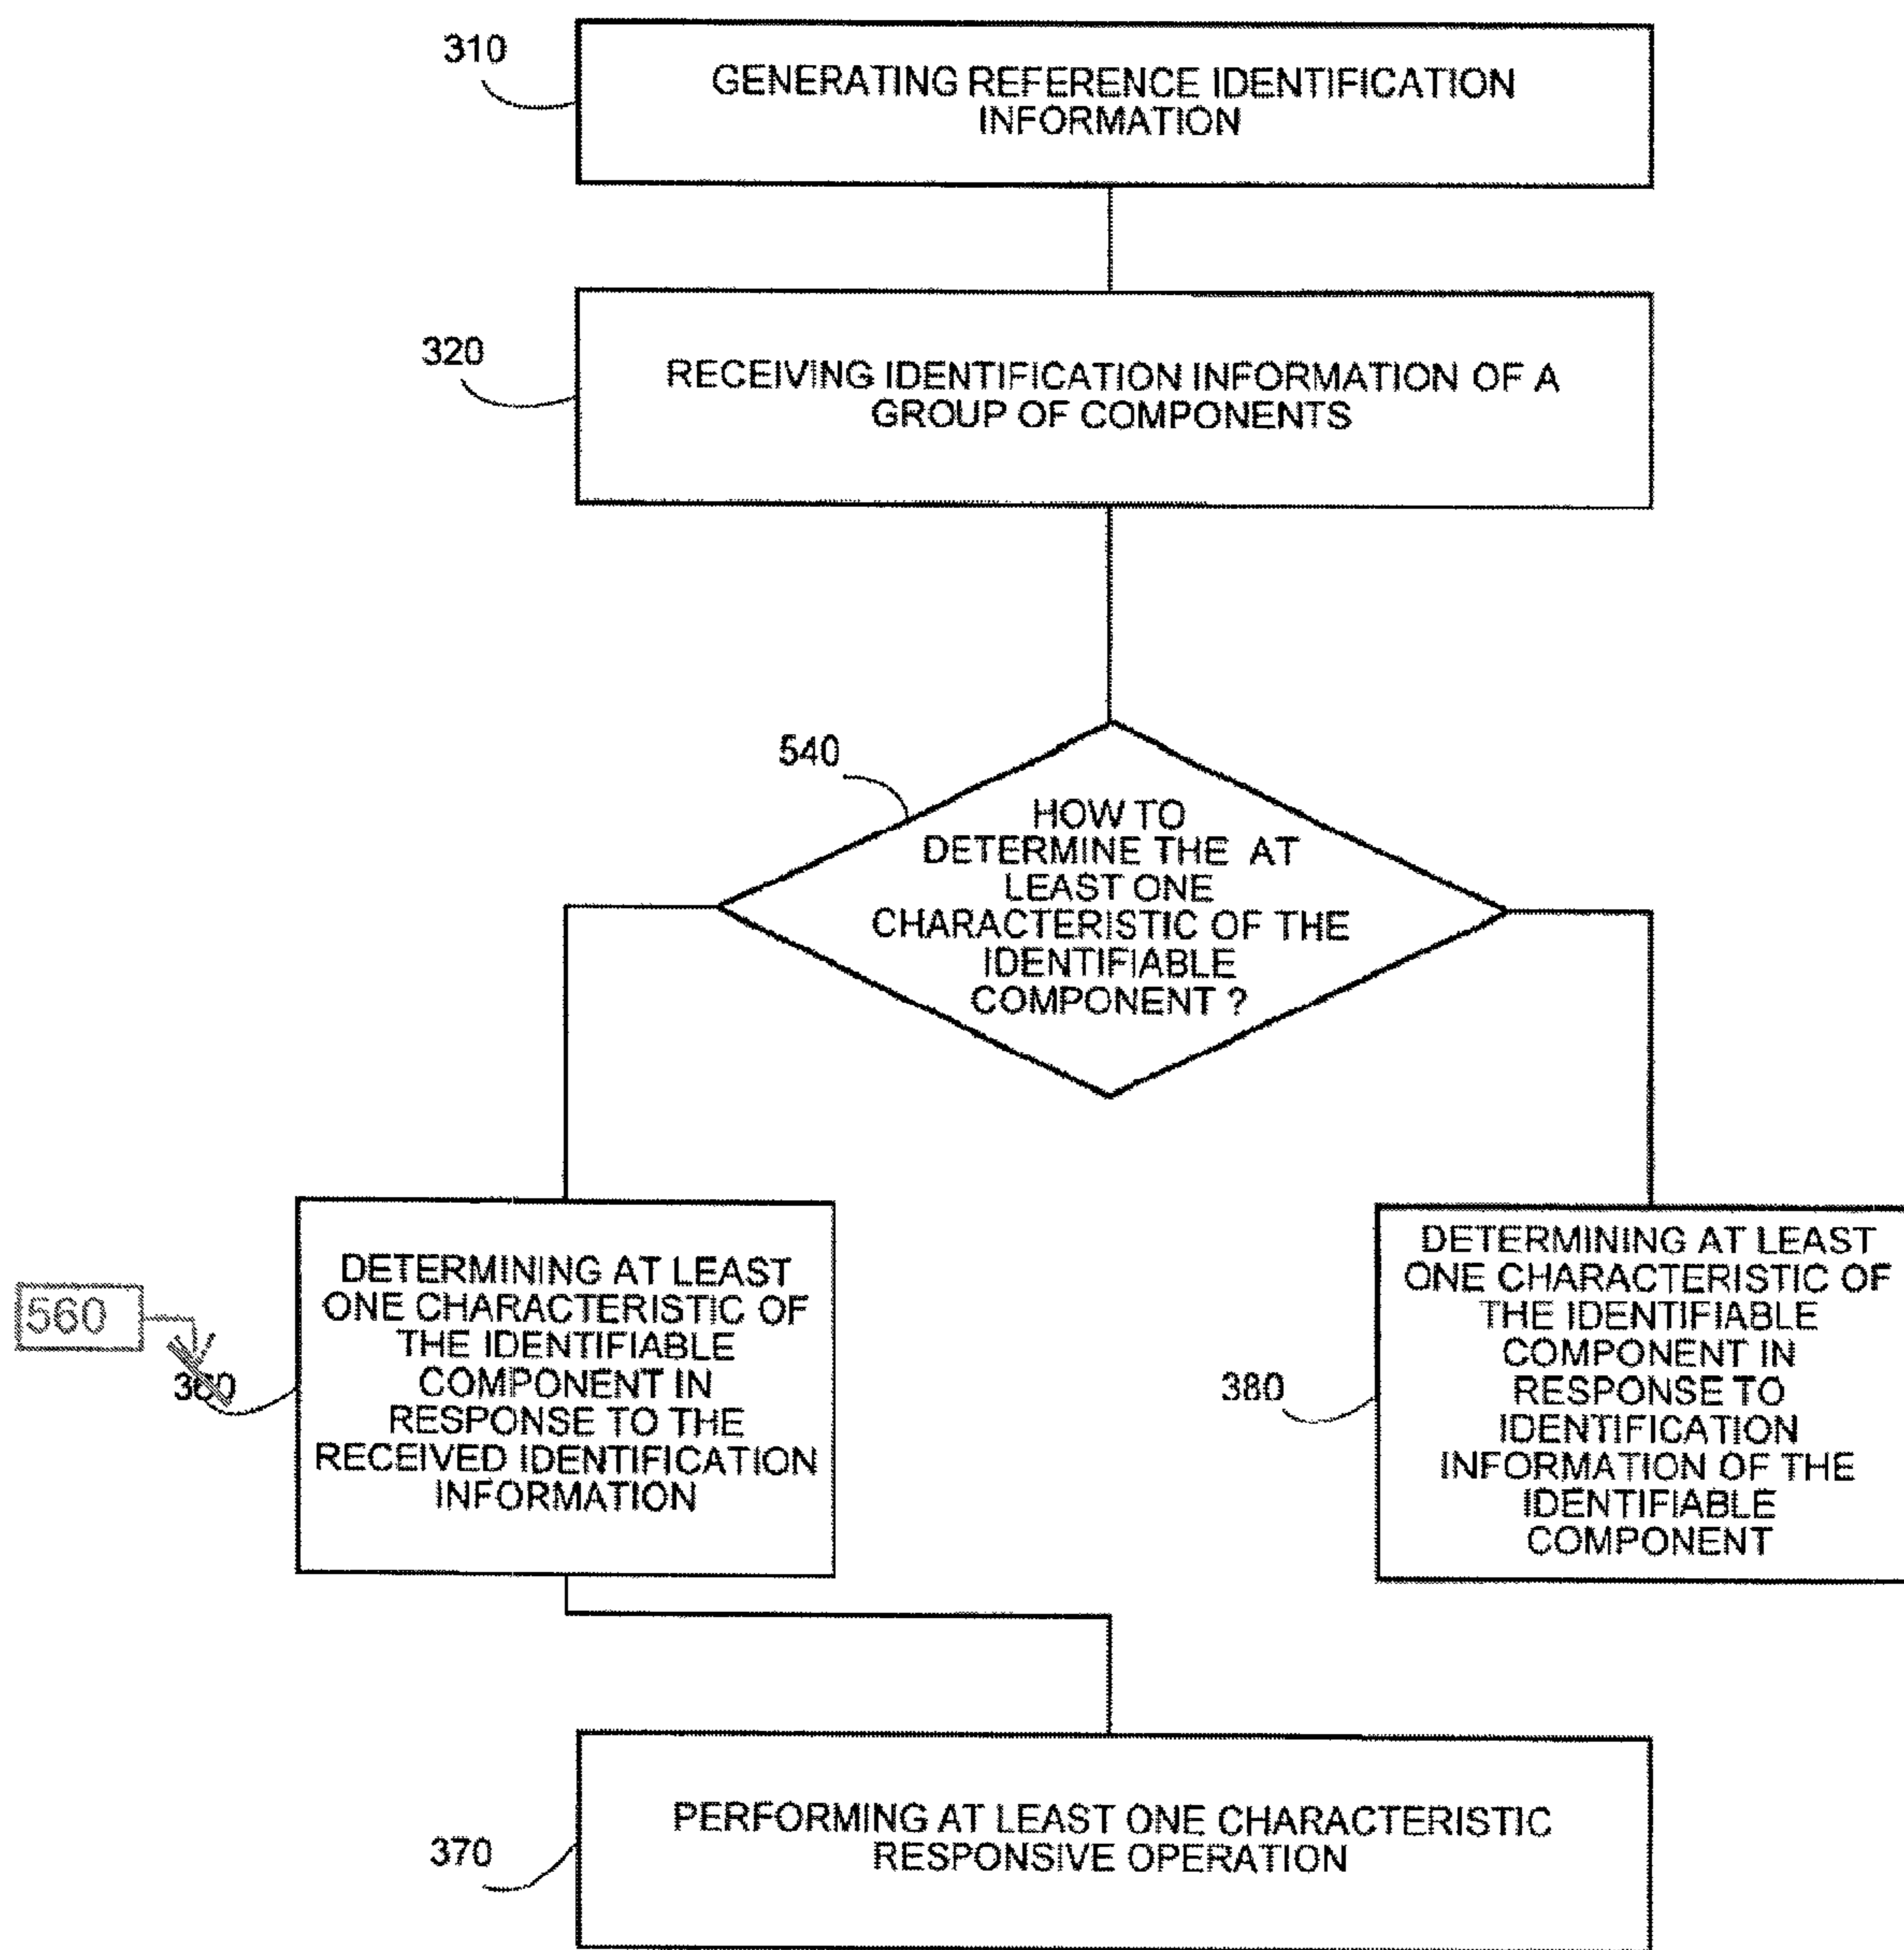 310
GENERATING REFERENCE IDENTIFICATION
INFORMATION
320
RECEIVING IDENTIFICATION INFORMATION OF A
GROUP OF COMPONENTS
540
HOW TO
DETERMINE THE AT
LEAST ONE
CHARACTERISTIC OF THE
IDENTIFIABLE
COMPONENT ?
560
360
DETERMINING AT LEAST
ONE CHARACTERISTIC OF
THE IDENTIFIABLE
COMPONENT IN
RESPONSE TO THE
RECEIVED IDENTIFICATION
INFORMATION
380
DETERMINING AT LEAST
ONE CHARACTERISTIC OF
THE IDENTIFIABLE
COMPONENT IN
RESPONSE TO
IDENTIFICATION
INFORMATION OF THE
IDENTIFIABLE
COMPONENT
370
PERFORMING AT LEAST ONE CHARACTERISTIC
RESPONSIVE OPERATION